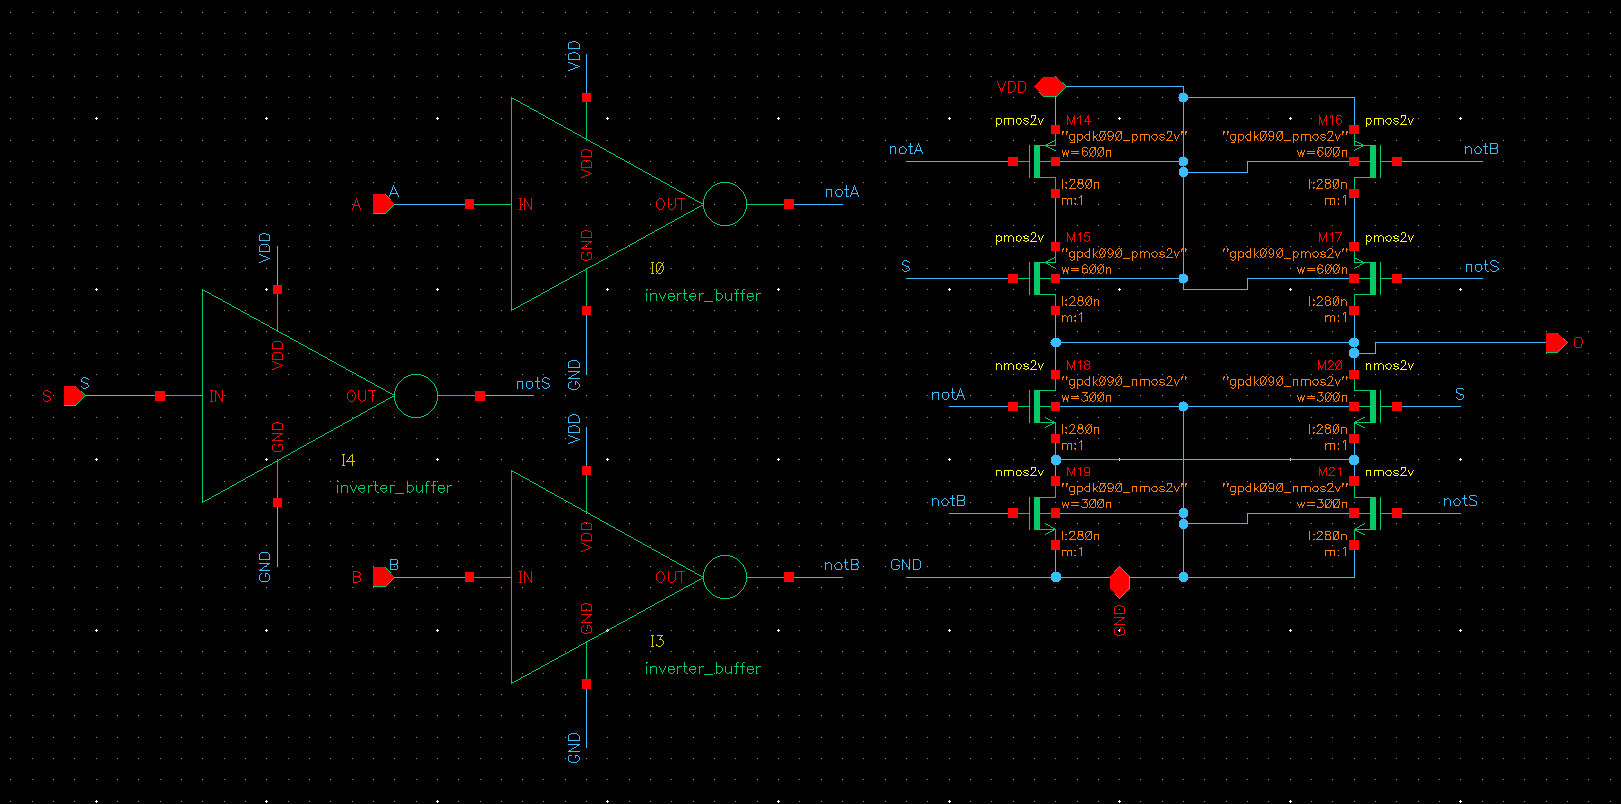 VDD
VDD
A
A
IN
OUT
GND
notA
I0
inverter_buffer
GND
VDD
VDD
S
S
IN
OUT
GND
notS
I4
inverter_buffer
GND
VDD
VDD
B
B
IN
OUT
GND
notB
I3
inverter_buffer
GND
VDD
pmos2v
M14
"gpdk090_pmos2v"
w=600n
l:280n
m:1
notA
M16
pmos2v
"gpdk090_pmos2v"
w=600n
l:280n
m:1
notB
pmos2v
M15
"gpdk090_pmos2v"
w=600n
l:280n
m:1
S
M17
pmos2v
"gpdk090_pmos2v"
w=600n
l:280n
m:1
notS
O
nmos2v
M18
"gpdk090_nmos2v"
w=300n
l:280n
m:1
notA
M20
nmos2v
"gpdk090_nmos2v"
w=300n
l:280n
m:1
S
nmos2v
M19
"gpdk090_nmos2v"
w=300n
l:280n
m:1
notB
M21
nmos2v
"gpdk090_nmos2v"
w=300n
l:280n
m:1
notS
GND
GND